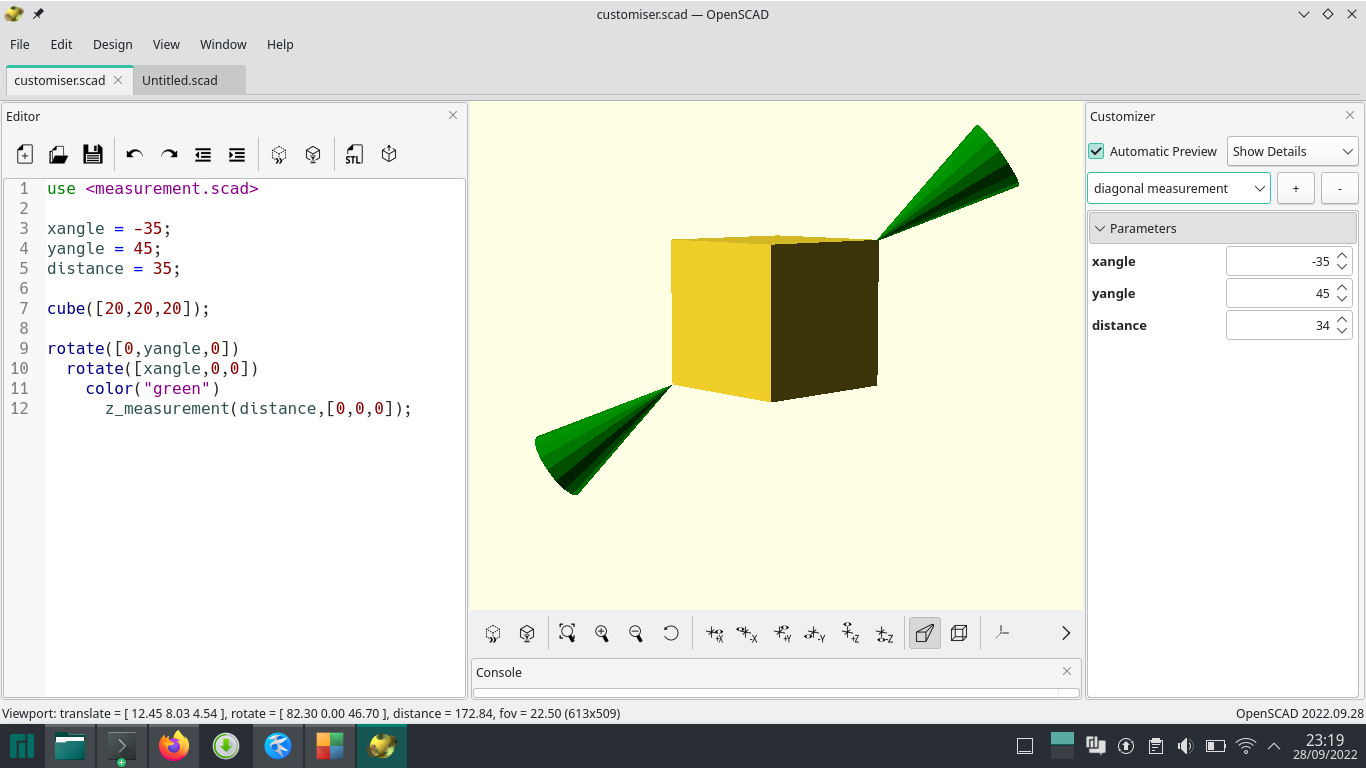 customiser.scad — OpenSCAD
File Edit Design View Window Help
customiser.scad Untitled.scad
Editor
STL
1 use <measurement.scad>
2
3 xangle = -35;
4 yangle = 45;
5 distance = 35;
6
7 cube([20,20,20]);
8
9 rotate([0,yangle,0])
10 rotate([xangle,0,0])
11 color("green")
12 z_measurement(distance,[0,0,0]);
+X -X +Y -Y +Z -Z
Console
Customizer
Automatic Preview Show Details
diagonal measurement + -
Parameters
xangle -35
yangle 45
distance 34
Viewport: translate = [ 12.45 8.03 4.54 ], rotate = [ 82.30 0.00 46.70 ], distance = 172.84, fov = 22.50 (613x509) OpenSCAD 2022.09.28
23:19
28/09/2022